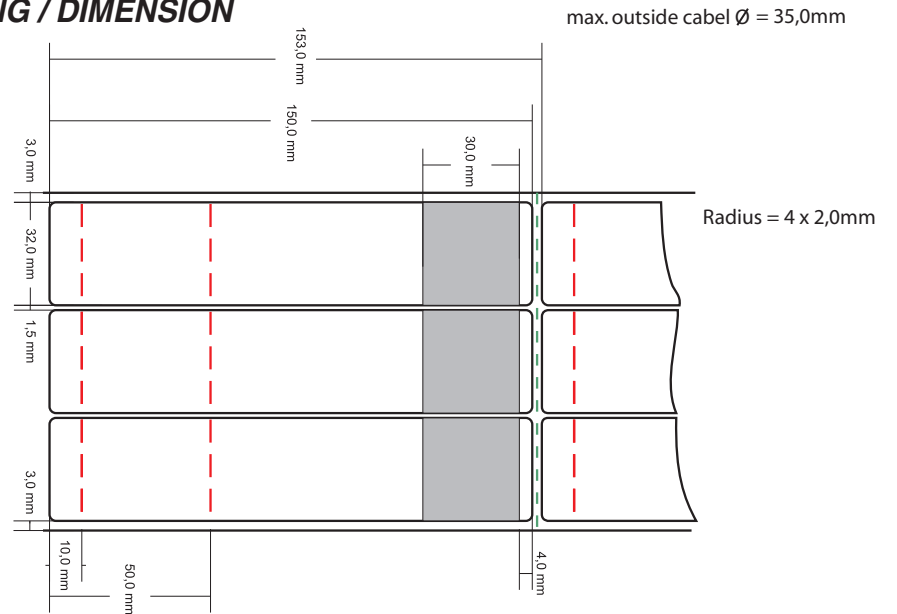 IG / DIMENSION
max. outside cabel Ø = 35,0mm
153,0 mm
150,0 mm
30,0 mm
3,0 mm
Radius = 4 x 2,0mm
32,0 mm
1,5 mm
3,0 mm
10,0 mm
50,0 mm
4,0 mm